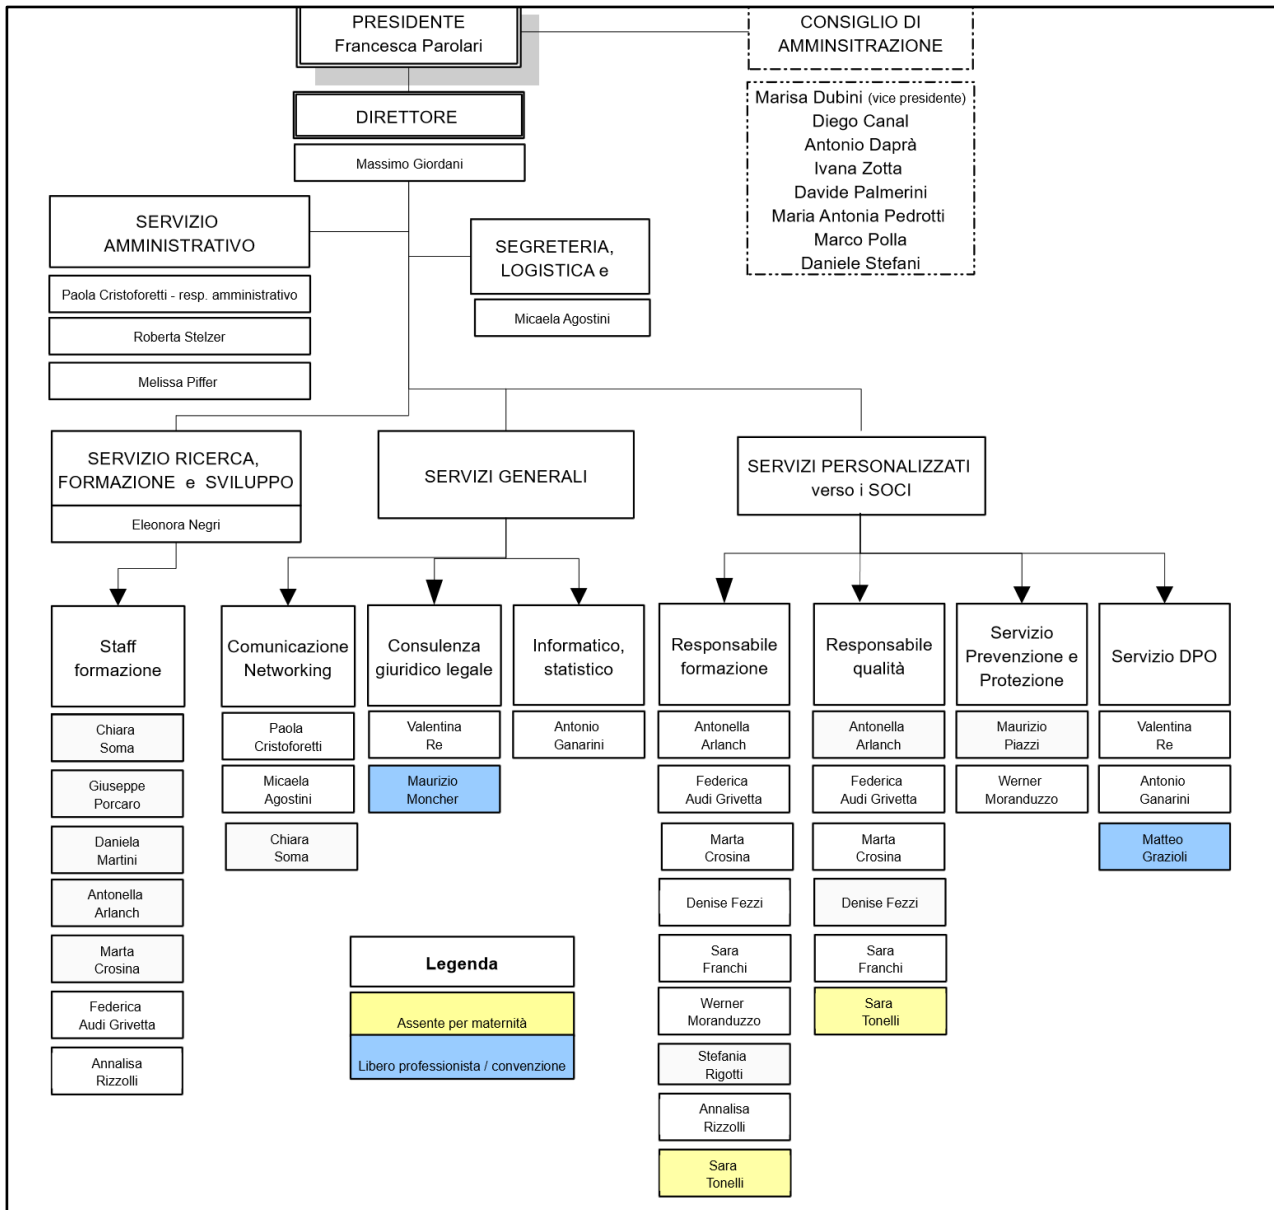 PRESIDENTE
Francesca Parolari
CONSIGLIO DI
AMMINSITRAZIONE
DIRETTORE
Massimo Giordani
Marisa Dubini (vice presidente)
Diego Canal
Antonio Daprà
Ivana Zotta
Davide Palmerini
Maria Antonia Pedrotti
Marco Polla
Daniele Stefani
SERVIZIO
AMMINISTRATIVO
Paola Cristoforetti - resp. amministrativo
Roberta Stelzer
Melissa Piffer
SEGRETERIA,
LOGISTICA e
Micaela Agostini
SERVIZIO RICERCA,
FORMAZIONE e SVILUPPO
Eleonora Negri
SERVIZI GENERALI
SERVIZI PERSONALIZZATI
verso i SOCI
Staff
formazione
Chiara
Soma
Giuseppe
Porcaro
Daniela
Martini
Antonella
Arlanch
Marta
Crosina
Federica
Audi Grivetta
Annalisa
Rizzolli
Comunicazione
Networking
Paola
Cristoforetti
Micaela
Agostini
Chiara
Soma
Consulenza
giuridico legale
Valentina
Re
Maurizio
Moncher
Informatico,
statistico
Antonio
Ganarini
Responsabile
formazione
Antonella
Arlanch
Federica
Audi Grivetta
Marta
Crosina
Denise Fezzi
Sara
Franchi
Werner
Moranduzzo
Stefania
Rigotti
Annalisa
Rizzolli
Sara
Tonelli
Responsabile
qualità
Antonella
Arlanch
Federica
Audi Grivetta
Marta
Crosina
Denise Fezzi
Sara
Franchi
Sara
Tonelli
Servizio
Prevenzione e
Protezione
Maurizio
Piazzi
Werner
Moranduzzo
Servizio DPO
Valentina
Re
Antonio
Ganarini
Matteo
Grazioli
Legenda
Assente per maternità
Libero professionista / convenzione